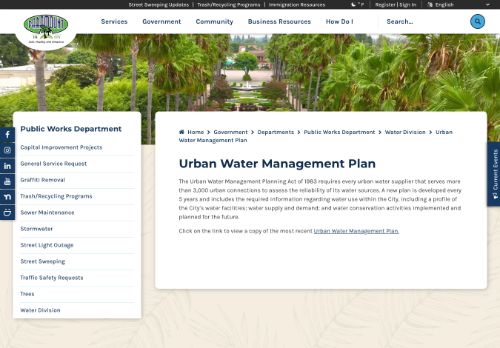 Street Sweeping Updates | Trash/Recycling Programs | Immigration Resources
° F | Register | Sign In | English
PARAMOUNT
Services Government Community Business Resources How Do I Search...
Public Works Department
Capital Improvement Projects
General Service Request
Graffiti Removal
Trash/Recycling Programs
Sewer Maintenance
Stormwater
Street Light Outage
Street Sweeping
Traffic Safety Requests
Trees
Water Division
Home > Government > Departments > Public Works Department > Water Division > Urban
Water Management Plan
Urban Water Management Plan
The Urban Water Management Planning Act of 1983 requires every urban water supplier that serves more
than 3,000 urban connections to assess the reliability of its water sources. A new plan is developed every
5 years and includes the required information regarding water use within the City, including a profile of
the City's water facilities; water supply and demand; and water conservation activities implemented and
planned for the future.
Click on the link to view a copy of the most recent Urban Water Management Plan.
Current Events